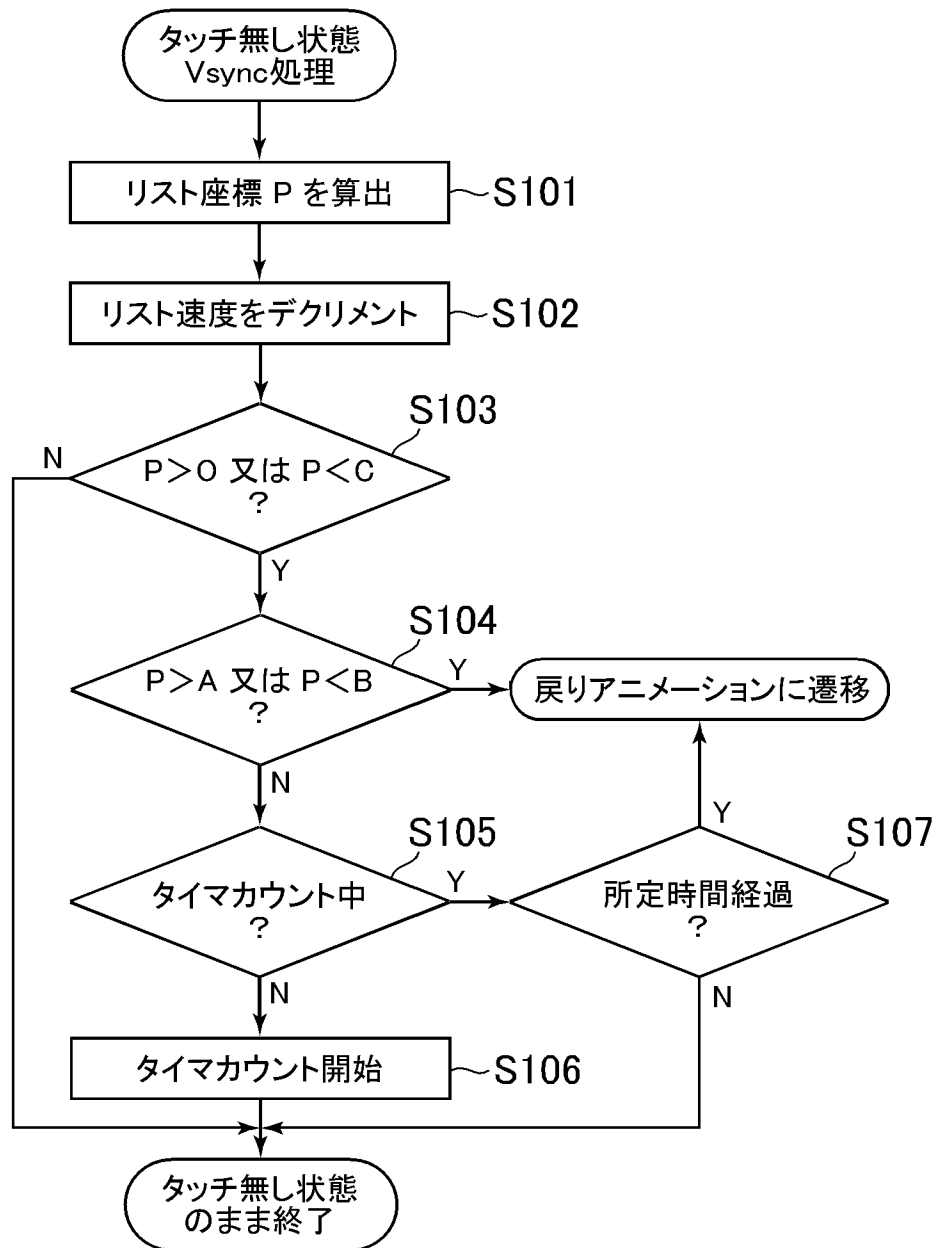 タッチ無し状態
Vsync処理
リスト座標 P を算出
S101
リスト速度をデクリメント
S102
S103
P>O 又は P<C
?
N
Y
S104
P>A 又は P<B
?
Y
戻りアニメーションに遷移
N
Y
S105
タイマカウント中
?
Y
S107
所定時間経過
?
N
N
タイマカウント開始
S106
タッチ無し状態
のまま終了